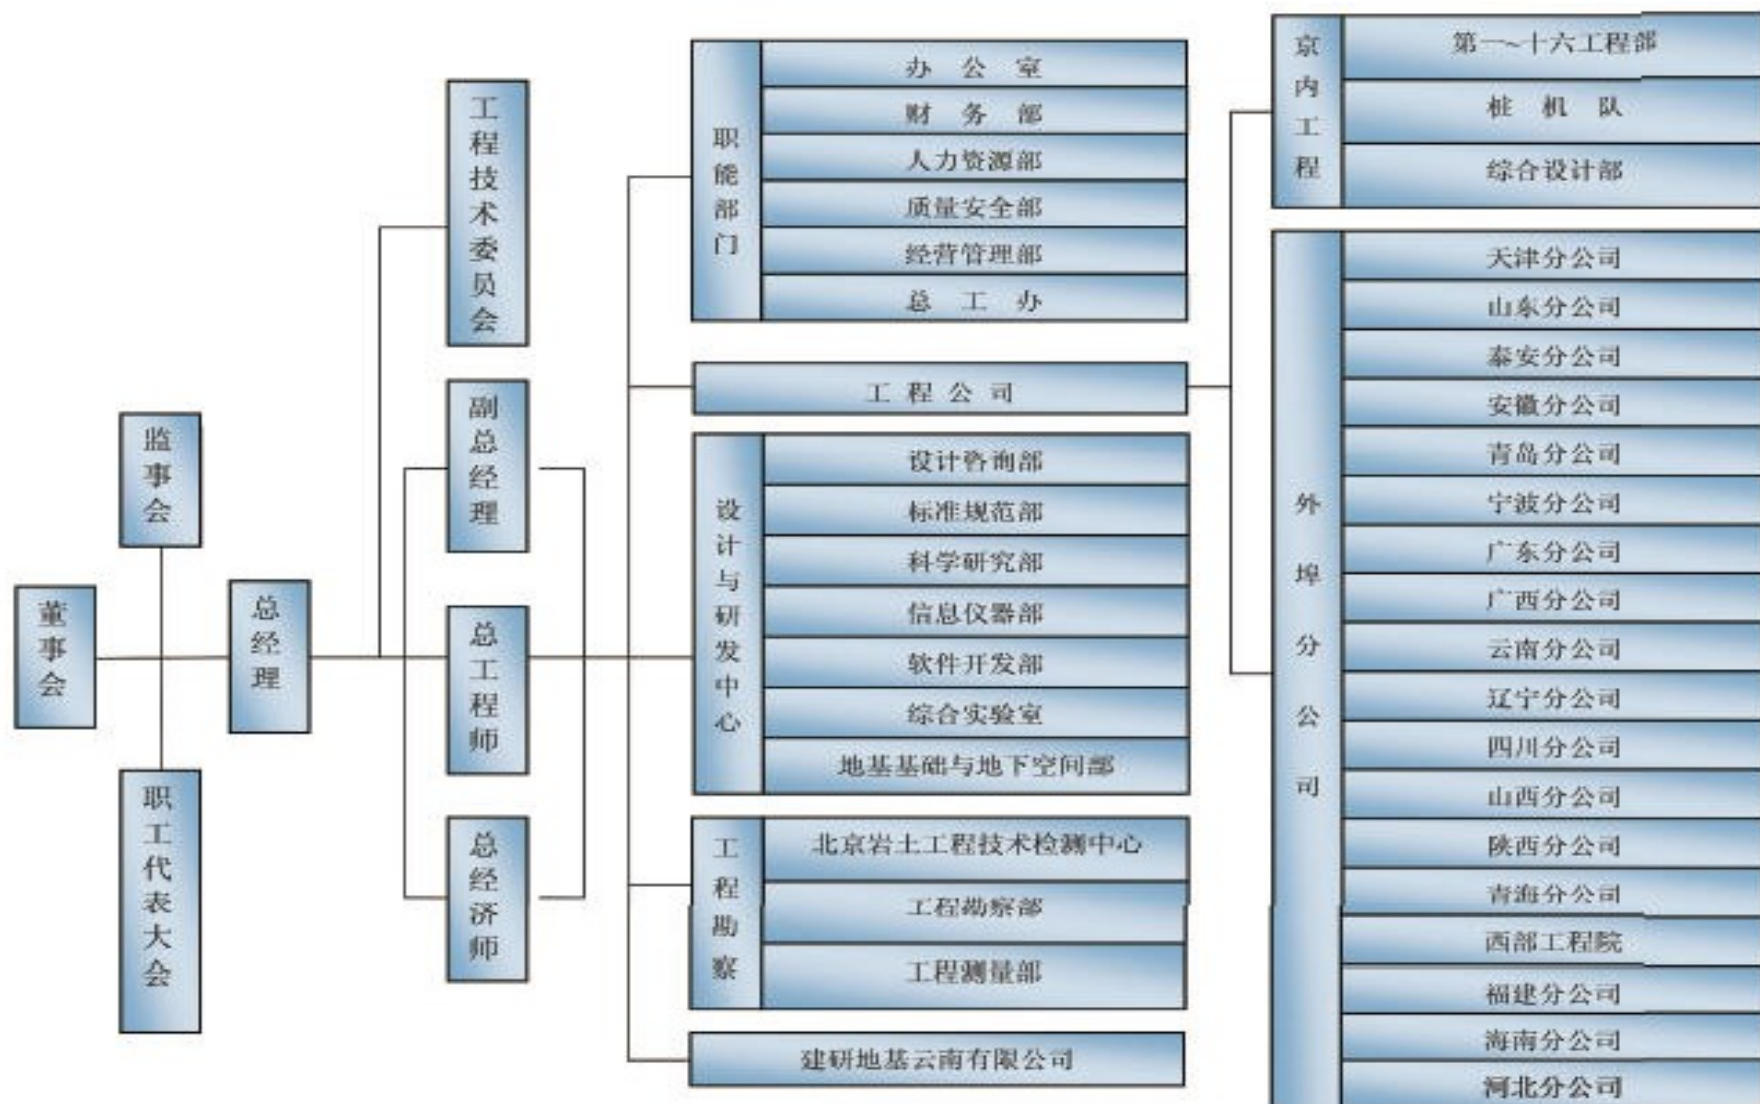 董事会
监事会
职工代表大会
总经理
工程技术委员会
副总经理
总工程师
总经济师
职能部门
办公室
财务部
人力资源部
质量安全部
经营管理部
总工办
工程公司
设计与研发中心
设计咨询部
标准规范部
科学研究部
信息仪器部
软件开发部
综合实验室
地基基础与地下空间部
工程勘察
北京岩土工程技术检测中心
工程勘察部
工程测量部
建研地基云南有限公司
京内工程
第一~十六工程部
桩机队
综合设计部
外埠分公司
天津分公司
山东分公司
泰安分公司
安徽分公司
青岛分公司
宁波分公司
广东分公司
广西分公司
云南分公司
辽宁分公司
四川分公司
山西分公司
陕西分公司
青海分公司
西部工程院
福建分公司
海南分公司
河北分公司